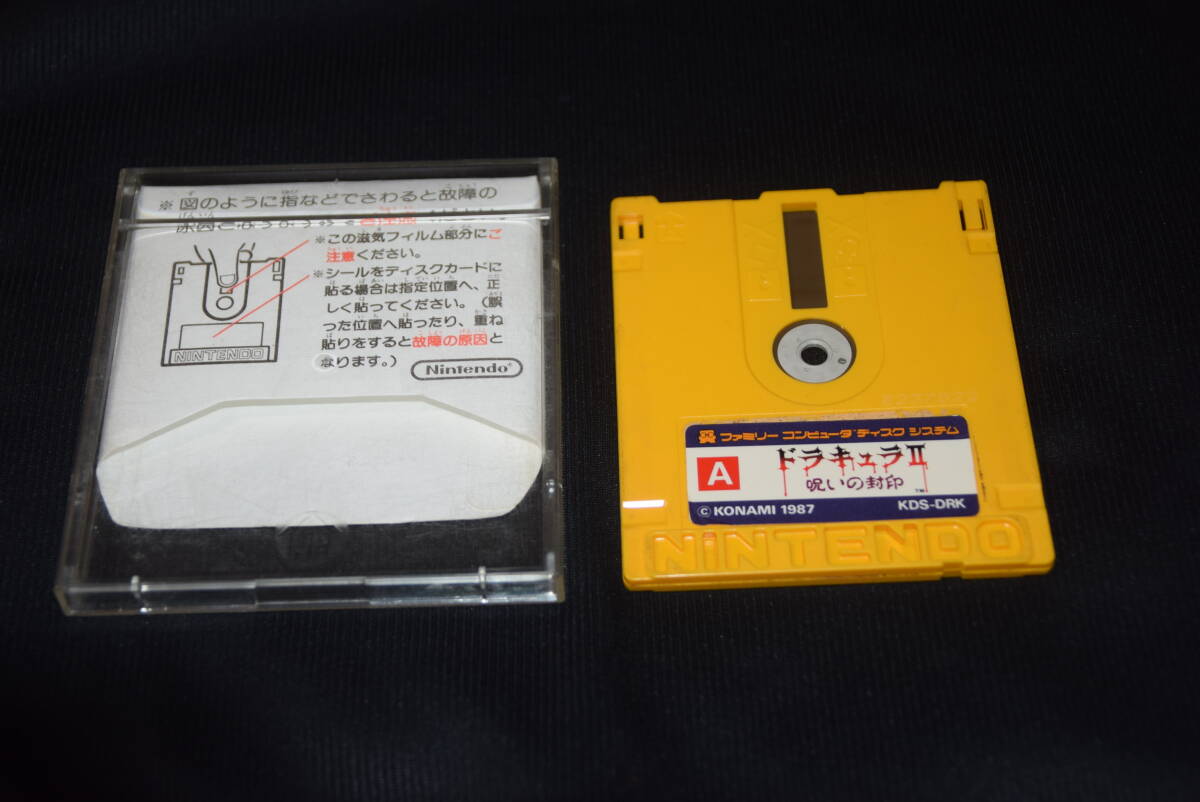 ※図のように指などでさわると故障の
※この滋気フィルム部分にご
注意ください。
※シールをディスクカードに
貼る場合は指定位置へ、正
しく貼ってください。(誤
った位置へ貼ったり、重ね
貼りをすると故障の原因と
なります。)
Nintendo®
NINTENDO
ファミリー コンピュータ ディスク システム
A
ドラキュラII
呪いの封印
™
© KONAMI 1987
KDS-DRK
NINTENDO